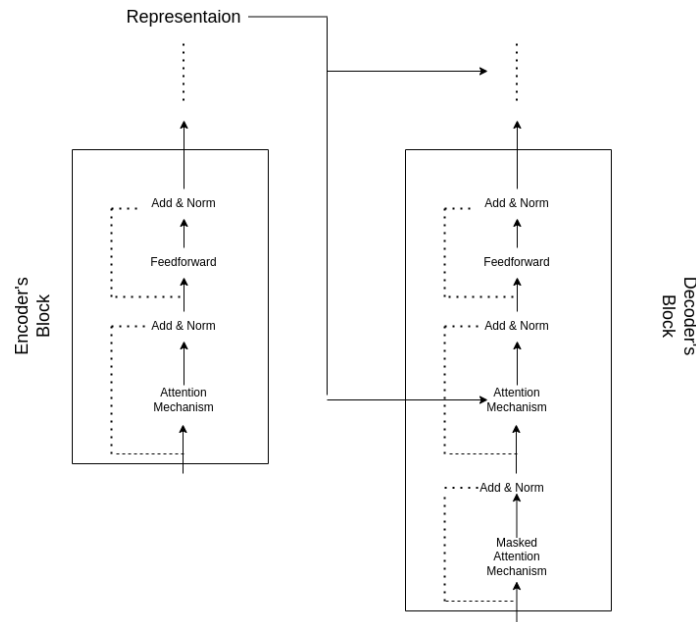 Representaion
Encoder's
Block
Add & Norm
Feedforward
Add & Norm
Attention
Mechanism
Add & Norm
Feedforward
Add & Norm
Attention
Mechanism
Add & Norm
Masked
Attention
Mechanism
Decoder's
Block